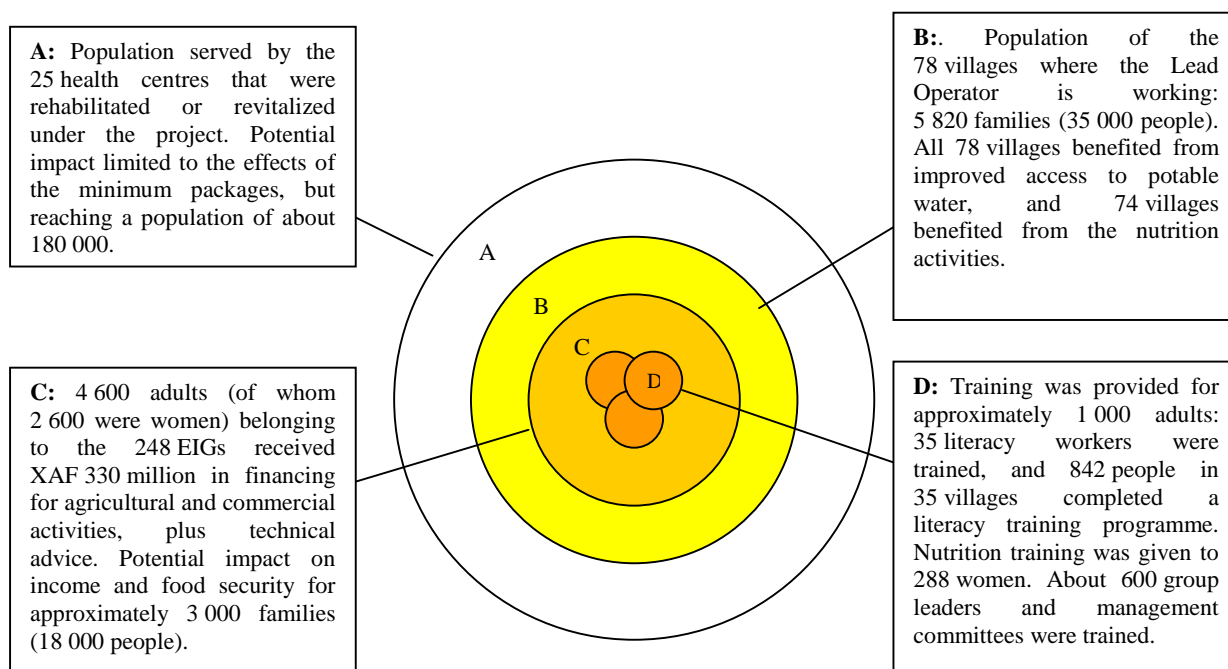 A: Population served by the
25 health centres that were
rehabilitated or revitalized
under the project. Potential
impact limited to the effects of
the minimum packages, but
reaching a population of about
180 000.
B:. Population of the
78 villages where the Lead
Operator is working:
5 820 families (35 000 people).
All 78 villages benefited from
improved access to potable
water, and 74 villages
benefited from the nutrition
activities.
A
B
C
D
C: 4 600 adults (of whom
2 600 were women) belonging
to the 248 EIGs received
XAF 330 million in financing
for agricultural and commercial
activities, plus technical
advice. Potential impact on
income and food security for
approximately 3 000 families
(18 000 people).
D: Training was provided for
approximately 1 000 adults:
35 literacy workers were
trained, and 842 people in
35 villages completed a
literacy training programme.
Nutrition training was given to
288 women. About 600 group
leaders and management
committees were trained.